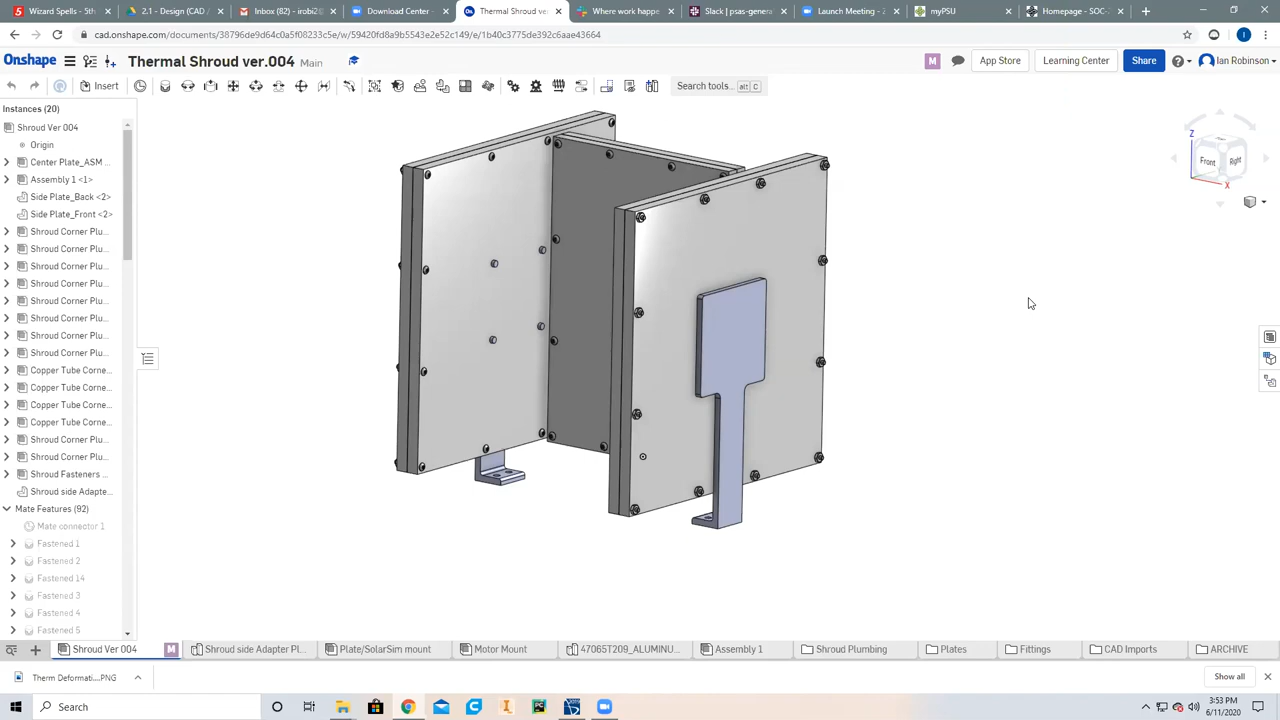 Wizard Spells - 5th
2.1 - Design (CAD /
Inbox (82) - irobi2@
Download Center -
Thermal Shroud ver.
Where work happe
Slack | psas-genera
Launch Meeting - Z
myPSU
Homepage - SOC-
cad.onshape.com/documents/38796de9d64c0a5f08233c5e/w/59420fd8a9b5543e2e52c149/e/1b40c3775de392c6aae43664
Onshape
Thermal Shroud ver.004 Main
M
App Store
Learning Center
Share
Ian Robinson
Insert
Search tools... alt C
Instances (20)
Shroud Ver 004
Origin
Center Plate_ASM ...
Assembly 1 <1>
Side Plate_Back <2>
Side Plate_Front <2>
Shroud Corner Plu...
Shroud Corner Plu...
Shroud Corner Plu...
Shroud Corner Plu...
Shroud Corner Plu...
Shroud Corner Plu...
Shroud Corner Plu...
Shroud Corner Plu...
Copper Tube Corne...
Copper Tube Corne...
Copper Tube Corne...
Copper Tube Corne...
Shroud Corner Plu...
Shroud Corner Plu...
Shroud Fasteners ...
Shroud side Adapte...
Mate Features (92)
Mate connector 1
Fastened 1
Fastened 2
Fastened 14
Fastened 3
Fastened 4
Fastened 5
Z
Front
Right
X
Shroud Ver 004
M
Shroud side Adapter Pl...
Plate/SolarSim mount
Motor Mount
47065T209_ALUMINU...
Assembly 1
Shroud Plumbing
Plates
Fittings
CAD Imports
ARCHIVE
Therm Deformati....PNG
Show all
Search
3:53 PM
6/11/2020